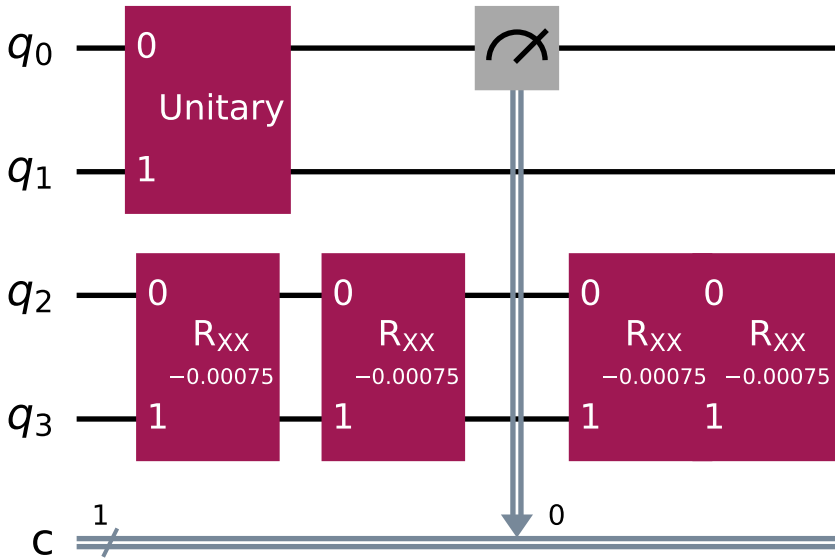 q0
0
Unitary
q1
1
q2
0 0 0 0
RXX RXX RXX RXX
−0.00075 −0.00075 −0.00075 −0.00075
q3
1 1 1 1
1 0
c